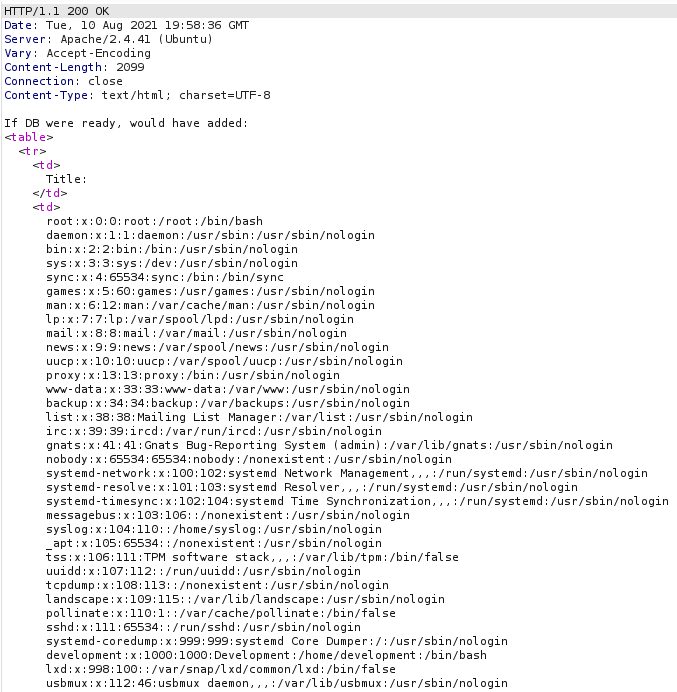 HTTP/1.1 200 OK
Date: Tue, 10 Aug 2021 19:58:36 GMT
Server: Apache/2.4.41 (Ubuntu)
Vary: Accept-Encoding
Content-Length: 2099
Connection: close
Content-Type: text/html; charset=UTF-8

If DB were ready, would have added:
<table>
  <tr>
    <td>
      Title:
    </td>
    <td>
      root:x:0:0:root:/root:/bin/bash
      daemon:x:1:1:daemon:/usr/sbin:/usr/sbin/nologin
      bin:x:2:2:bin:/bin:/usr/sbin/nologin
      sys:x:3:3:sys:/dev:/usr/sbin/nologin
      sync:x:4:65534:sync:/bin:/bin/sync
      games:x:5:60:games:/usr/games:/usr/sbin/nologin
      man:x:6:12:man:/var/cache/man:/usr/sbin/nologin
      lp:x:7:7:lp:/var/spool/lpd:/usr/sbin/nologin
      mail:x:8:8:mail:/var/mail:/usr/sbin/nologin
      news:x:9:9:news:/var/spool/news:/usr/sbin/nologin
      uucp:x:10:10:uucp:/var/spool/uucp:/usr/sbin/nologin
      proxy:x:13:13:proxy:/bin:/usr/sbin/nologin
      www-data:x:33:33:www-data:/var/www:/usr/sbin/nologin
      backup:x:34:34:backup:/var/backups:/usr/sbin/nologin
      list:x:38:38:Mailing List Manager:/var/list:/usr/sbin/nologin
      irc:x:39:39:ircd:/var/run/ircd:/usr/sbin/nologin
      gnats:x:41:41:Gnats Bug-Reporting System (admin):/var/lib/gnats:/usr/sbin/nologin
      nobody:x:65534:65534:nobody:/nonexistent:/usr/sbin/nologin
      systemd-network:x:100:102:systemd Network Management,,,:/run/systemd:/usr/sbin/nologin
      systemd-resolve:x:101:103:systemd Resolver,,,:/run/systemd:/usr/sbin/nologin
      systemd-timesync:x:102:104:systemd Time Synchronization,,,:/run/systemd:/usr/sbin/nologin
      messagebus:x:103:106::/nonexistent:/usr/sbin/nologin
      syslog:x:104:110::/home/syslog:/usr/sbin/nologin
      _apt:x:105:65534::/nonexistent:/usr/sbin/nologin
      tss:x:106:111:TPM software stack,,,:/var/lib/tpm:/bin/false
      uuidd:x:107:112::/run/uuidd:/usr/sbin/nologin
      tcpdump:x:108:113::/nonexistent:/usr/sbin/nologin
      landscape:x:109:115::/var/lib/landscape:/usr/sbin/nologin
      pollinate:x:110:1::/var/cache/pollinate:/bin/false
      sshd:x:111:65534::/run/sshd:/usr/sbin/nologin
      systemd-coredump:x:999:999:systemd Core Dumper:/:/usr/sbin/nologin
      development:x:1000:1000:Development:/home/development:/bin/bash
      lxd:x:998:100::/var/snap/lxd/common/lxd:/bin/false
      usbmux:x:112:46:usbmux daemon,,,:/var/lib/usbmux:/usr/sbin/nologin